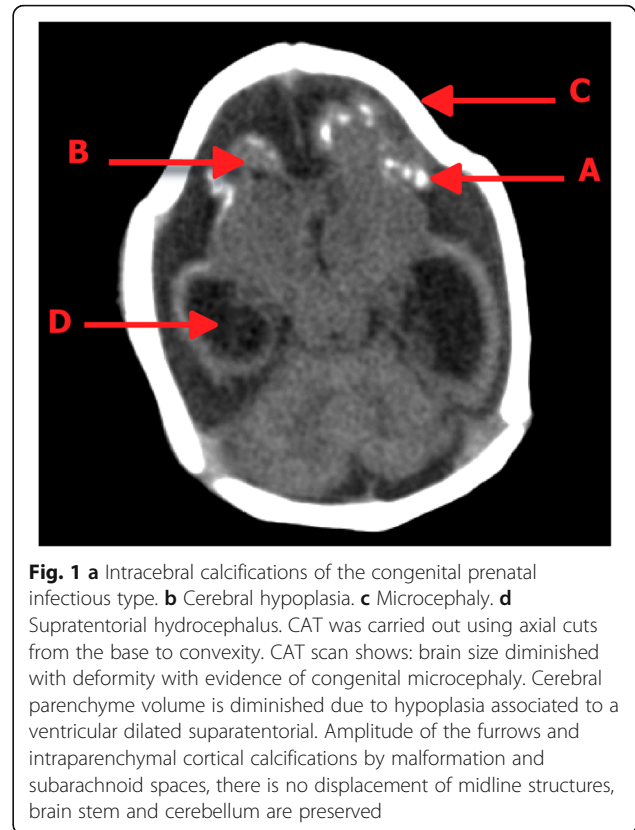 C
B
A
D
Fig. 1 a Intracebral calcifications of the congenital prenatal
infectious type. b Cerebral hypoplasia. c Microcephaly. d
Supratentorial hydrocephalus. CAT was carried out using axial cuts
from the base to convexity. CAT scan shows: brain size diminished
with deformity with evidence of congenital microcephaly. Cerebral
parenchyme volume is diminished due to hypoplasia associated to a
ventricular dilated suparatentorial. Amplitude of the furrows and
intraparenchymal cortical calcifications by malformation and
subarachnoid spaces, there is no displacement of midline structures,
brain stem and cerebellum are preserved